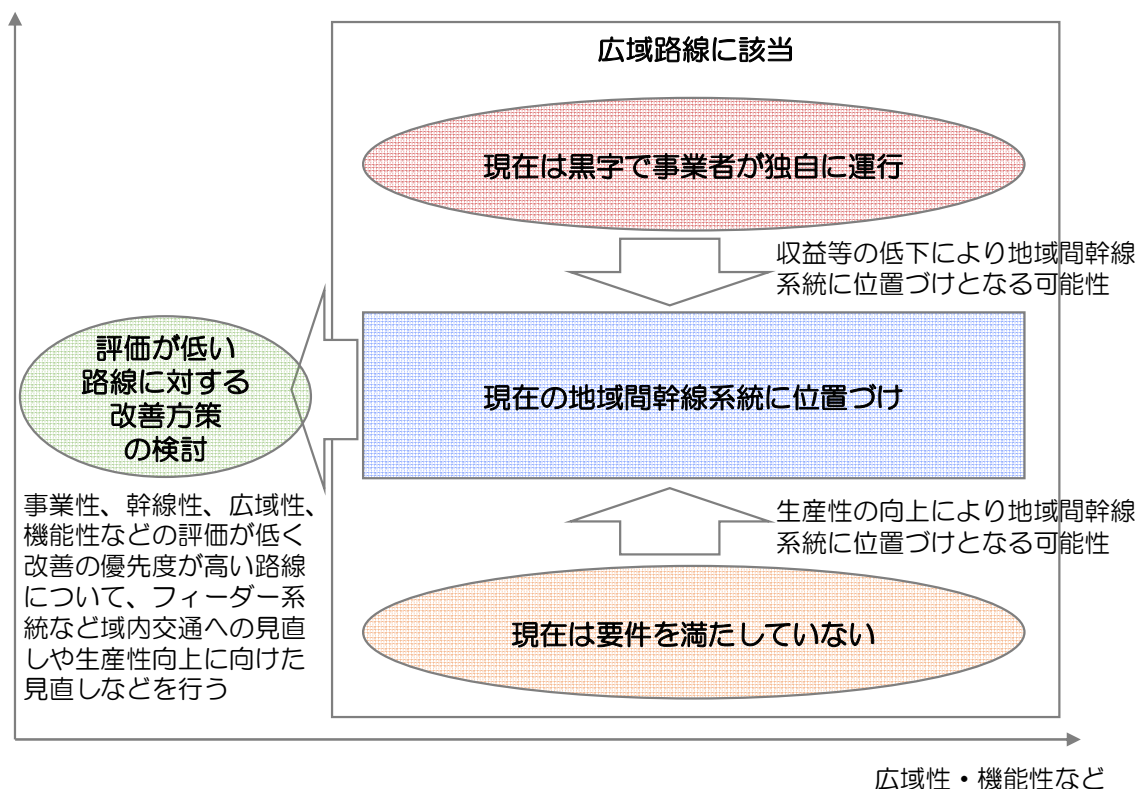 広域路線に該当
現在は黒字で事業者が独自に運行
収益等の低下により地域間幹線
系統に位置づけとなる可能性
評価が低い
路線に対する
改善方策
の検討
現在の地域間幹線系統に位置づけ
事業性、幹線性、広域性、
機能性などの評価が低く
改善の優先度が高い路線
について、フィーダー系
統など域内交通への見直
しや生産性向上に向けた
見直しなどを行う
生産性の向上により地域間幹線
系統に位置づけとなる可能性
現在は要件を満たしていない
広域性・機能性など